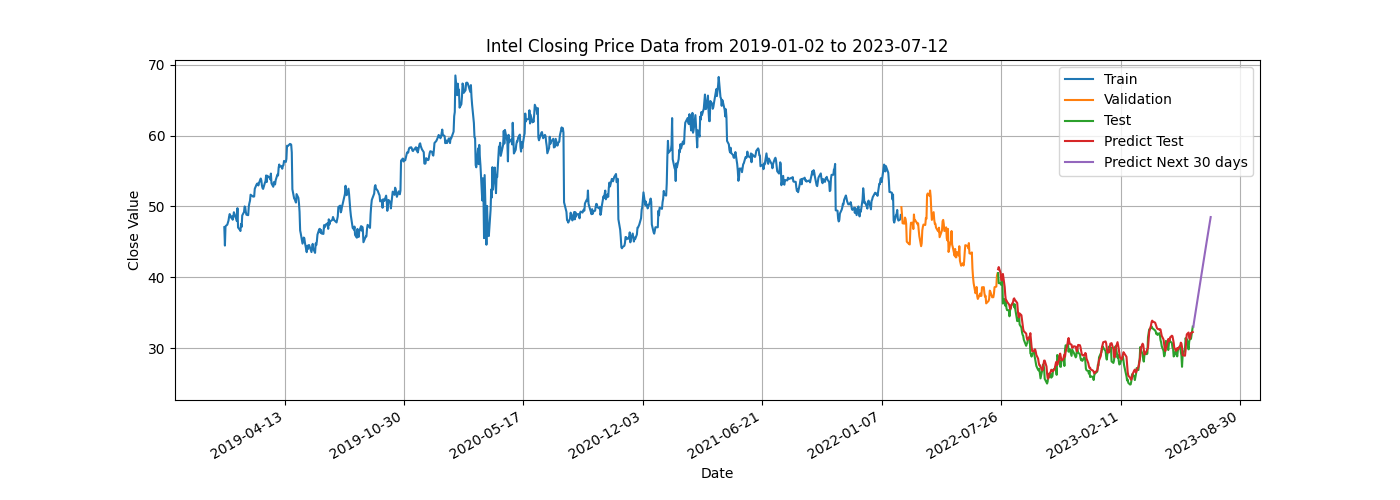 Intel Closing Price Data from 2019-01-02 to 2023-07-12
70
60
50
40
30
Close Value
Train
Validation
Test
Predict Test
Predict Next 30 days
2019-04-13
2019-10-30
2020-05-17
2020-12-03
2021-06-21
2022-01-07
2022-07-26
2023-02-11
2023-08-30
Date